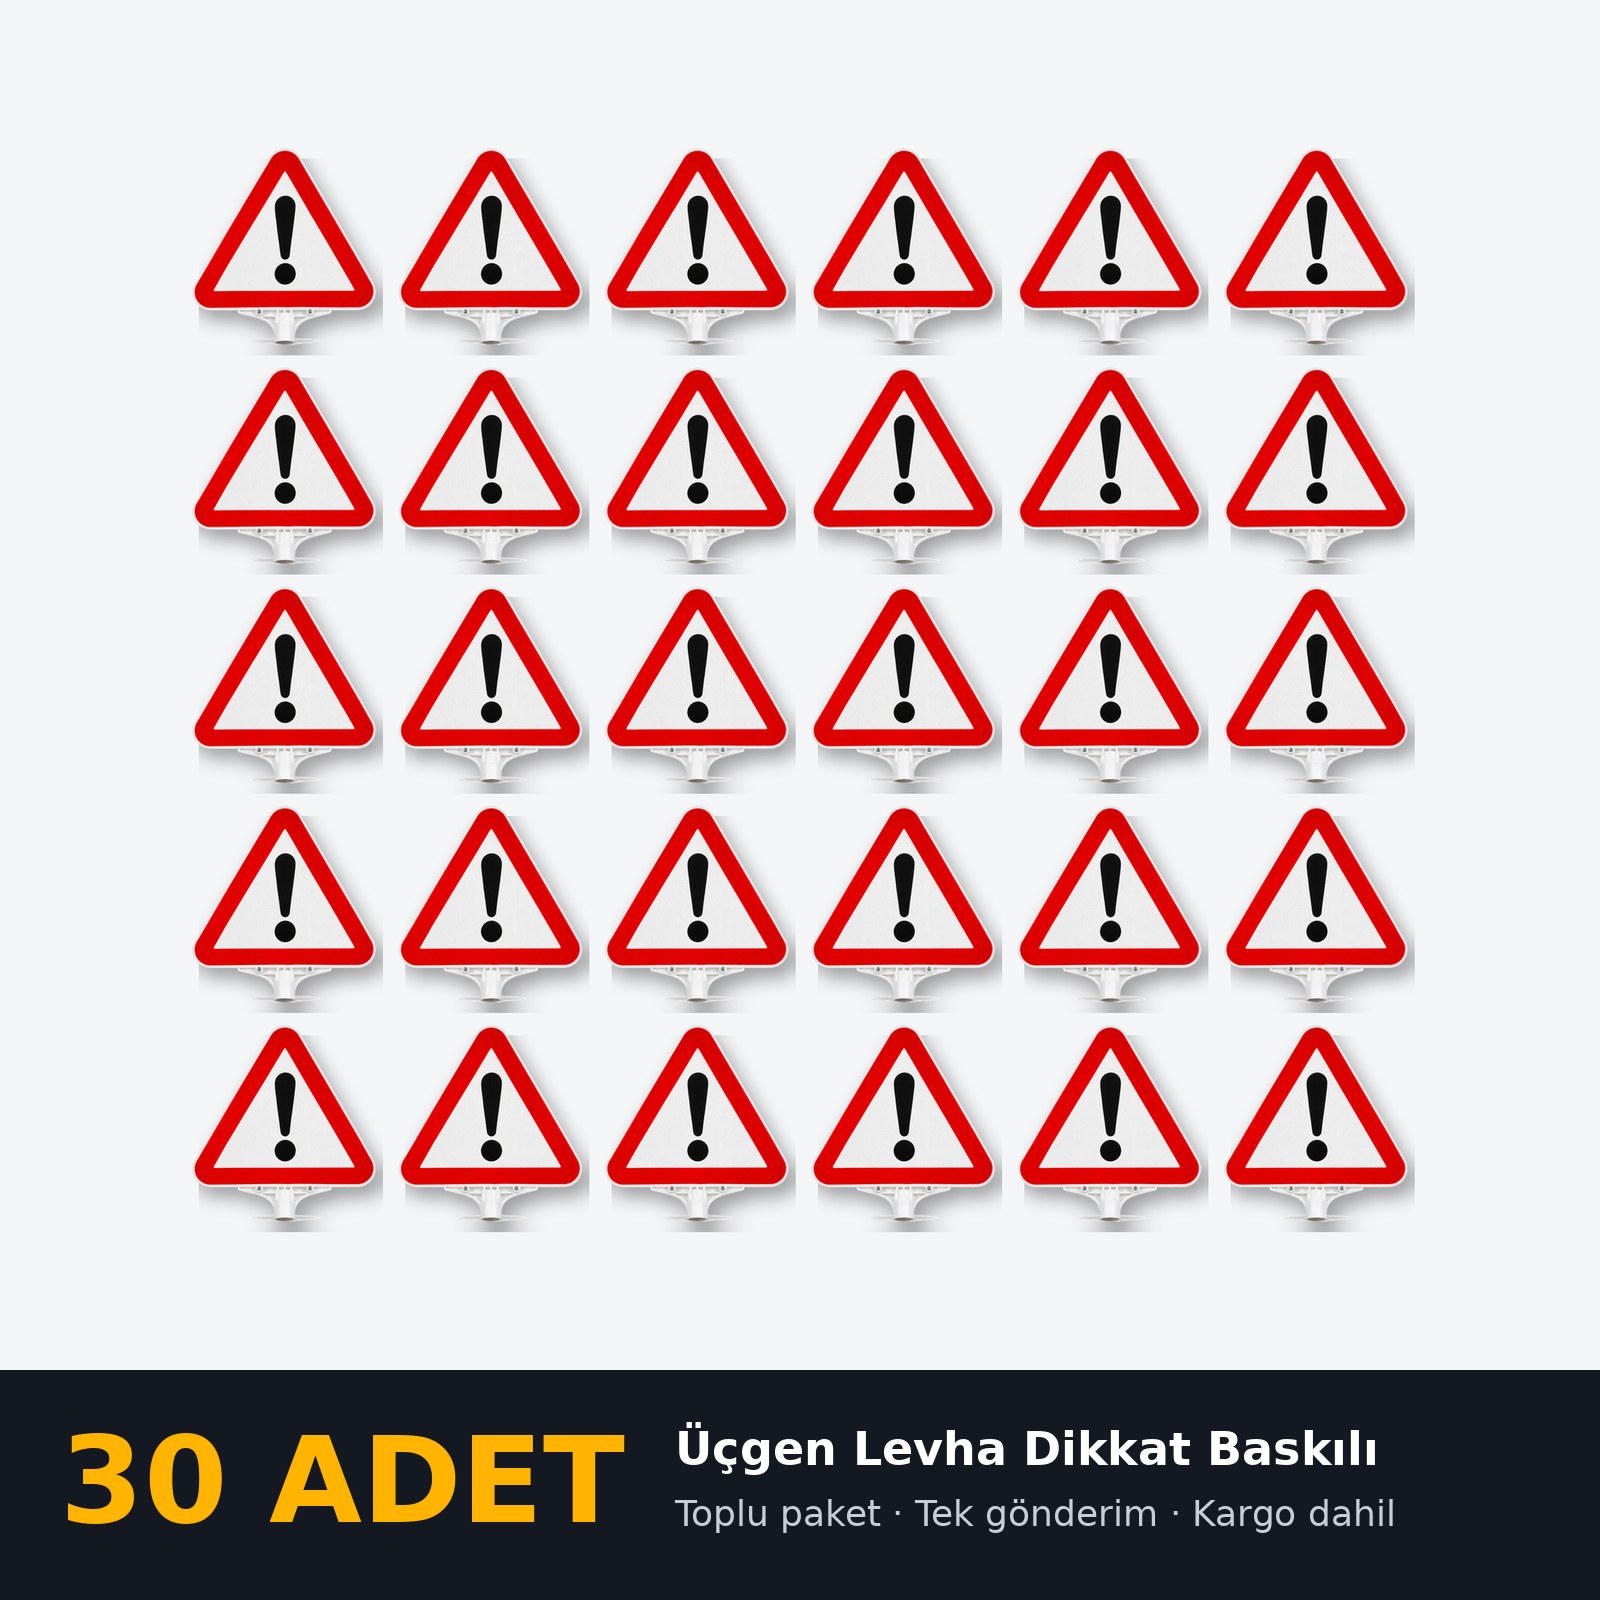 30 ADET
Üçgen Levha Dikkat Baskılı
Toplu paket · Tek gönderim · Kargo dahil